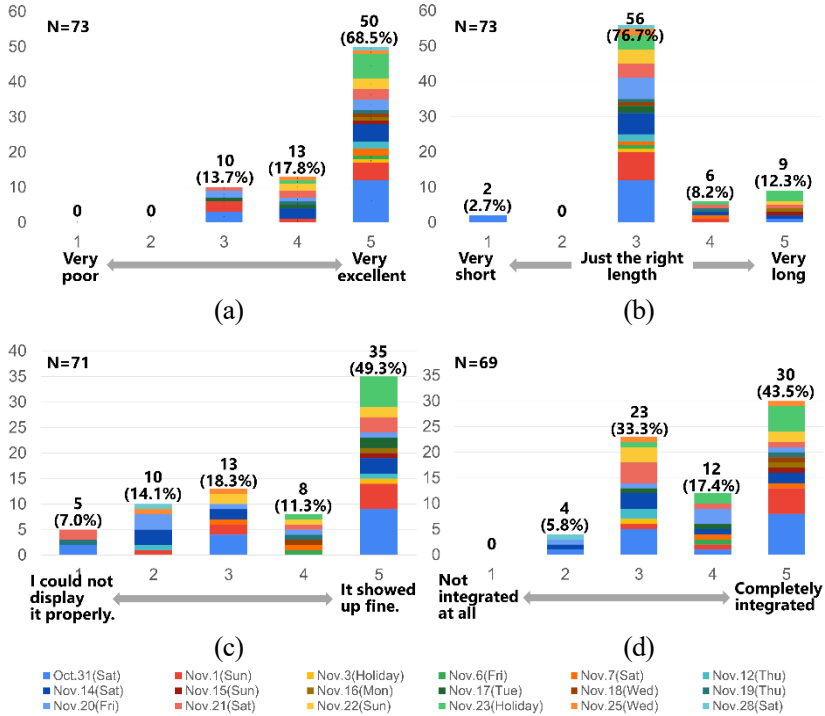 N=73
60
50
40
30
20
10
0
0
0
10
(13.7%)
13
(17.8%)
50
(68.5%)
1
2
3
4
5
Very
poor
Very
excellent
(a)
N=73
60
50
40
30
20
10
0
2
(2.7%)
0
56
(76.7%)
6
(8.2%)
9
(12.3%)
1
2
3
4
5
Very
short
Just the right
length
Very
long
(b)
N=71
40
35
30
25
20
15
10
5
0
5
(7.0%)
10
(14.1%)
13
(18.3%)
8
(11.3%)
35
(49.3%)
1
2
3
4
5
I could not
display
it properly.
It showed
up fine.
(c)
N=69
35
30
25
20
15
10
5
0
0
4
(5.8%)
23
(33.3%)
12
(17.4%)
30
(43.5%)
1
2
3
4
5
Not
integrated
at all
Completely
integrated
(d)
Oct.31(Sat) Nov.1(Sun) Nov.3(Holiday) Nov.6(Fri) Nov.7(Sat) Nov.12(Thu)
Nov.14(Sat) Nov.15(Sun) Nov.16(Mon) Nov.17(Tue) Nov.18(Wed) Nov.19(Thu)
Nov.20(Fri) Nov.21(Sat) Nov.22(Sun) Nov.23(Holiday) Nov.25(Wed) Nov.28(Sat)